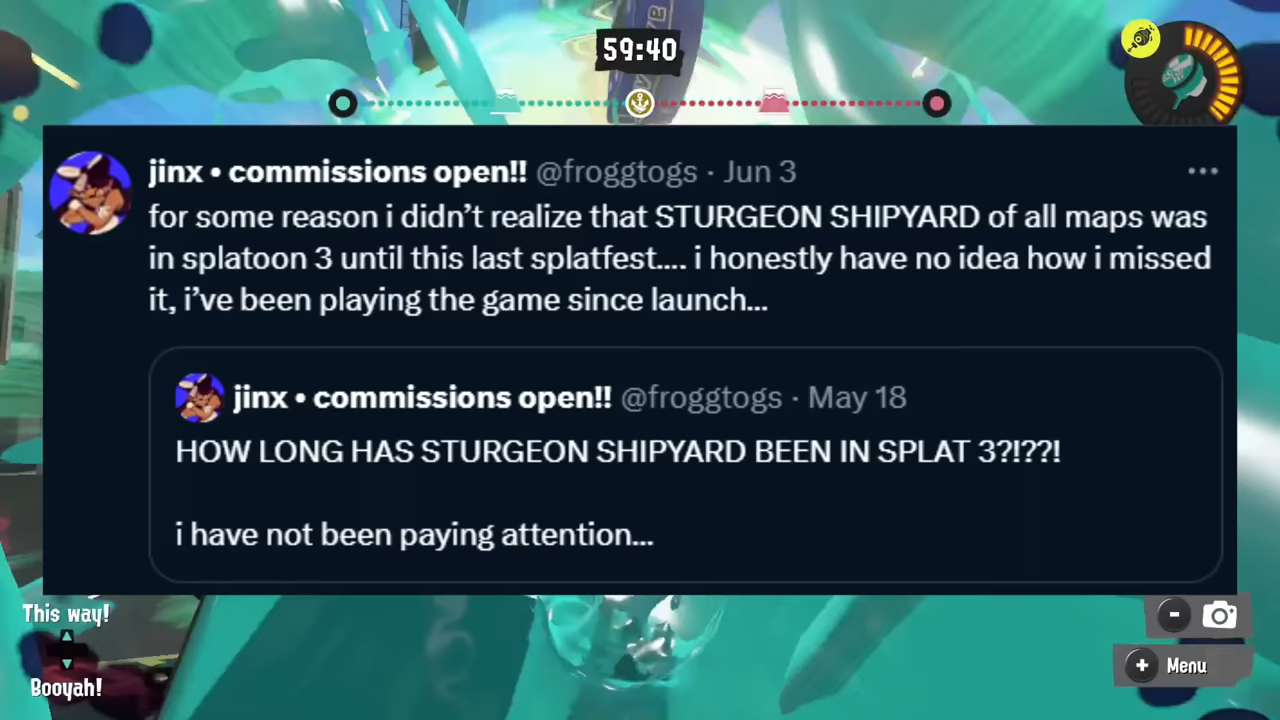 59:40
jinx • commissions open!! @froggtogs · Jun 3
for some reason i didn't realize that STURGEON SHIPYARD of all maps was
in splatoon 3 until this last splatfest.... i honestly have no idea how i missed
it, i've been playing the game since launch...
jinx • commissions open!! @froggtogs · May 18
HOW LONG HAS STURGEON SHIPYARD BEEN IN SPLAT 3?!??!
i have not been paying attention...
This way!
Booyah!
Menu